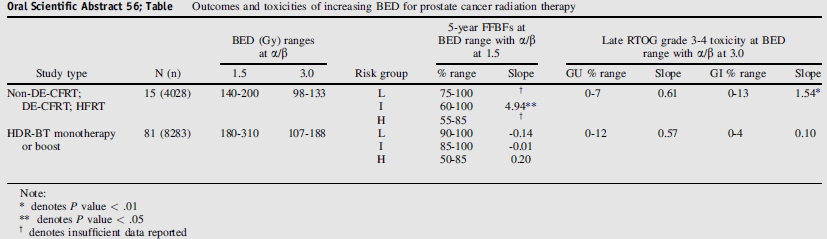 Oral Scientific Abstract 56; Table Outcomes and toxicities of increasing BED for prostate cancer radiation therapy
BED (Gy) ranges at α/β 5-year FFBFs at BED range with α/β at 1.5 Late RTOG grade 3-4 toxicity at BED range with α/β at 3.0
Study type N (n) 1.5 3.0 Risk group % range Slope GU % range Slope GI % range Slope
Non-DE-CFRT; 15 (4028) 140-200 98-133 L 75-100 † 0-7 0.61 0-13 1.54*
DE-CFRT; HFRT I 60-100 4.94**
H 55-85 †
HDR-BT monotherapy 81 (8283) 180-310 107-188 L 90-100 -0.14 0-12 0.57 0-4 0.10
or boost I 85-100 -0.01
H 50-85 0.20
Note:
* denotes P value < .01
** denotes P value < .05
† denotes insufficient data reported